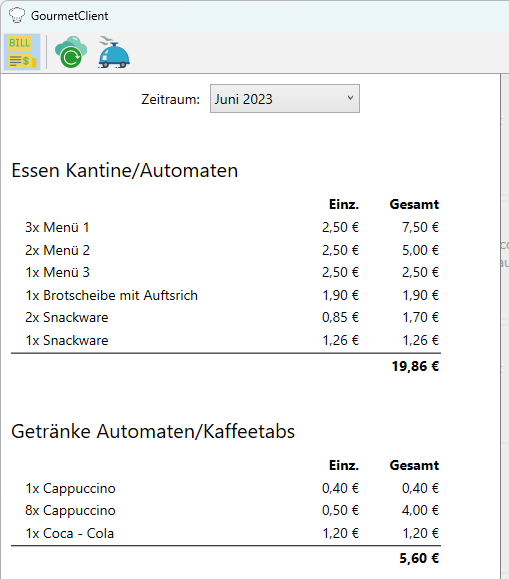 GourmetClient
BILL
$
Zeitraum: Juni 2023
Essen Kantine/Automaten
Einz. Gesamt
3x Menü 1 2,50 € 7,50 €
2x Menü 2 2,50 € 5,00 €
1x Menü 3 2,50 € 2,50 €
1x Brotscheibe mit Auftsrich 1,90 € 1,90 €
2x Snackware 0,85 € 1,70 €
1x Snackware 1,26 € 1,26 €
19,86 €
Getränke Automaten/Kaffeetabs
Einz. Gesamt
1x Cappuccino 0,40 € 0,40 €
8x Cappuccino 0,50 € 4,00 €
1x Coca - Cola 1,20 € 1,20 €
5,60 €